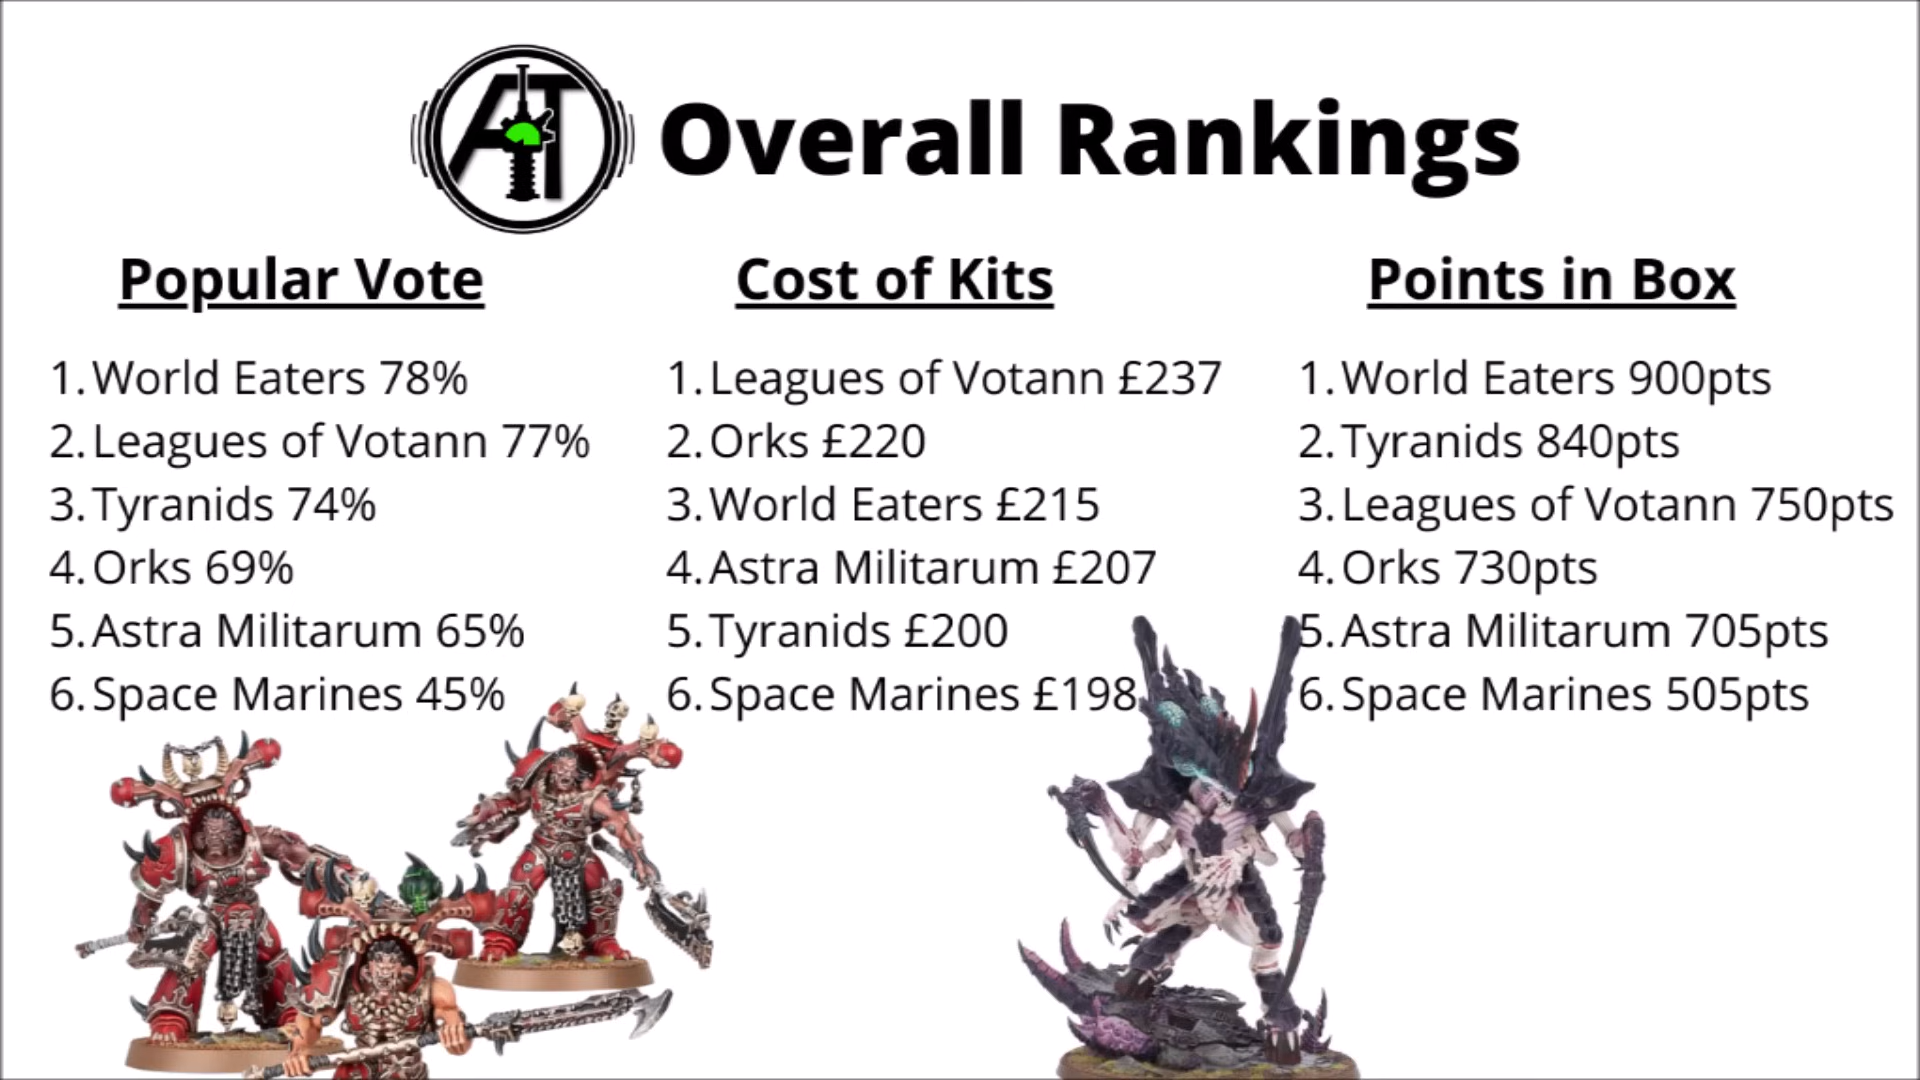 AT
Overall Rankings
Popular Vote
1. World Eaters 78%
2. Leagues of Votann 77%
3. Tyranids 74%
4. Orks 69%
5. Astra Militarum 65%
6. Space Marines 45%
Cost of Kits
1. Leagues of Votann £237
2. Orks £220
3. World Eaters £215
4. Astra Militarum £207
5. Tyranids £200
6. Space Marines £198
Points in Box
1. World Eaters 900pts
2. Tyranids 840pts
3. Leagues of Votann 750pts
4. Orks 730pts
5. Astra Militarum 705pts
6. Space Marines 505pts